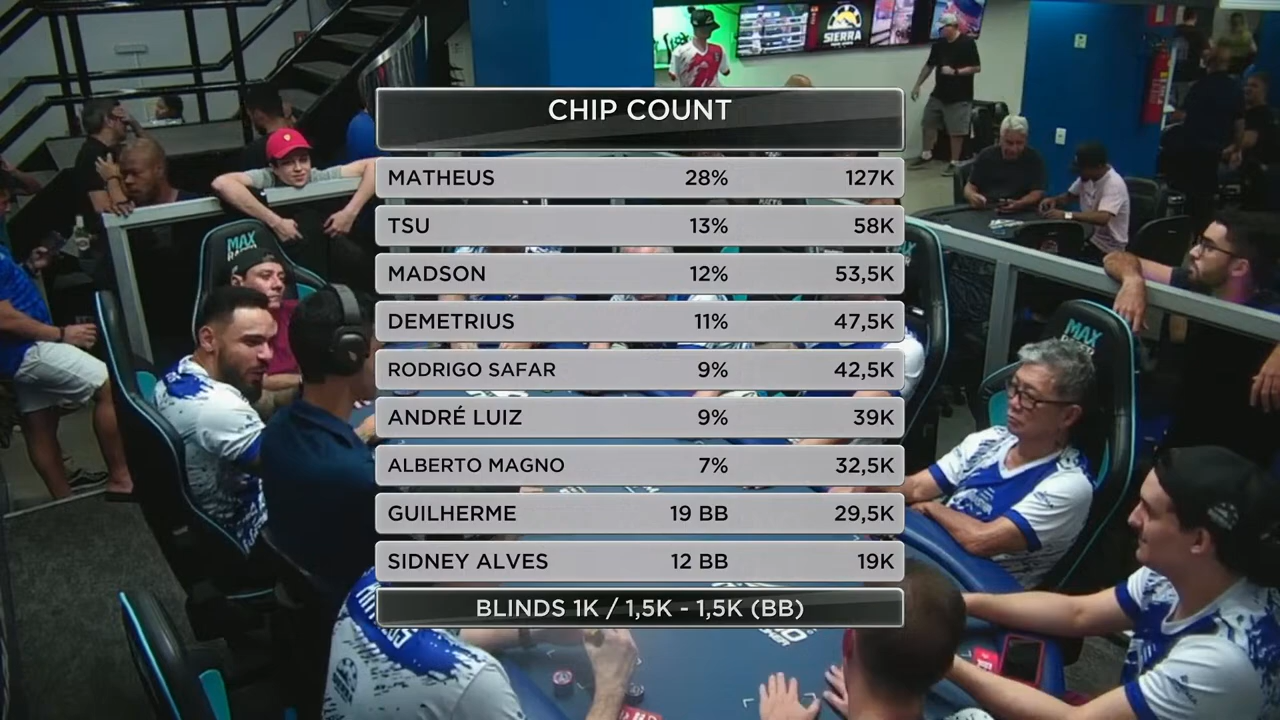 SIERRA
CHIP COUNT
MATHEUS 28% 127K
TSU 13% 58K
MADSON 12% 53,5K
DEMETRIUS 11% 47,5K
RODRIGO SAFAR 9% 42,5K
ANDRÉ LUIZ 9% 39K
ALBERTO MAGNO 7% 32,5K
GUILHERME 19 BB 29,5K
SIDNEY ALVES 12 BB 19K
BLINDS 1K / 1,5K - 1,5K (BB)
MAX
MAX